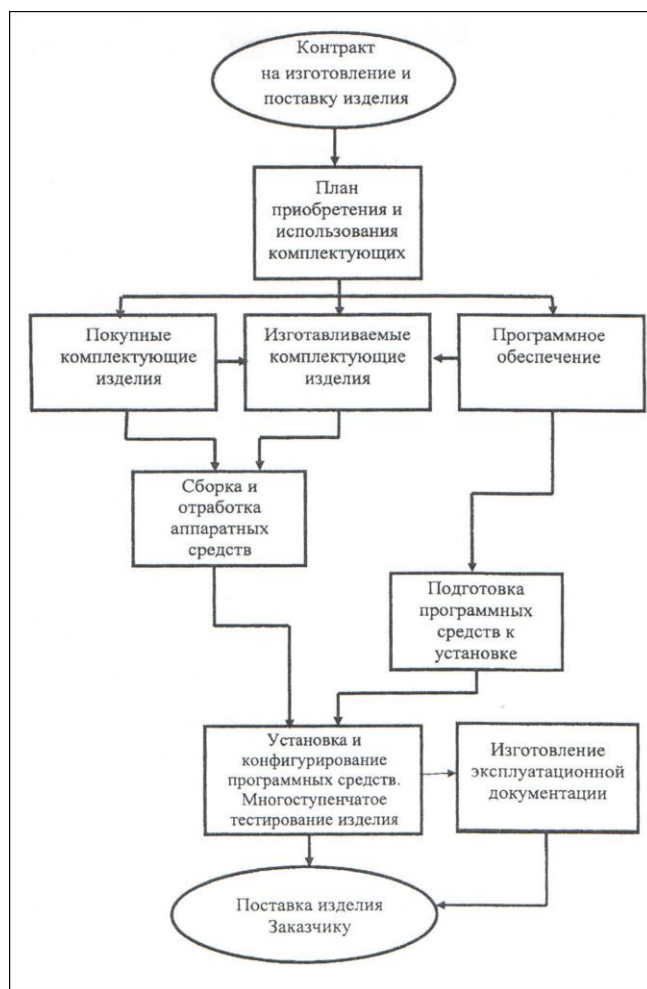 Контракт
на изготовление и
поставку изделия
План
приобретения и
использования
комплектующих
Покупные
комплектующие
изделия
Изготавливаемые
комплектующие
изделия
Программное
обеспечение
Сборка и
отработка
аппаратных
средств
Подготовка
программных
средств к
установке
Установка и
конфигурирование
программных средств.
Многоступенчатое
тестирование изделия
Изготовление
эксплуатационной
документации
Поставка изделия
Заказчику